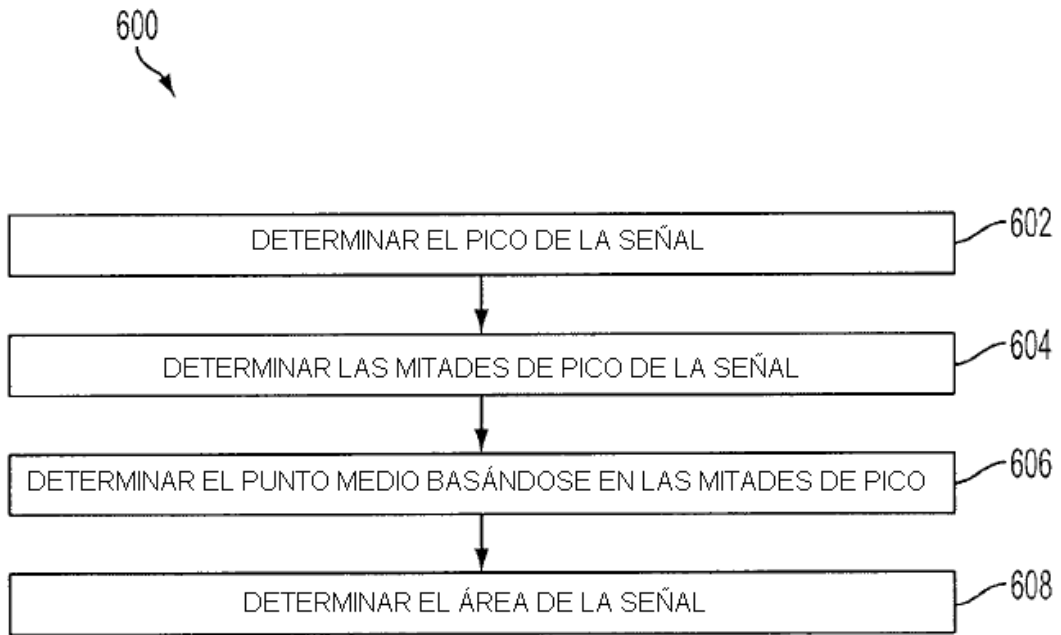 600
DETERMINAR EL PICO DE LA SEÑAL
602
DETERMINAR LAS MITADES DE PICO DE LA SEÑAL
604
DETERMINAR EL PUNTO MEDIO BASÁNDOSE EN LAS MITADES DE PICO
606
DETERMINAR EL ÁREA DE LA SEÑAL
608